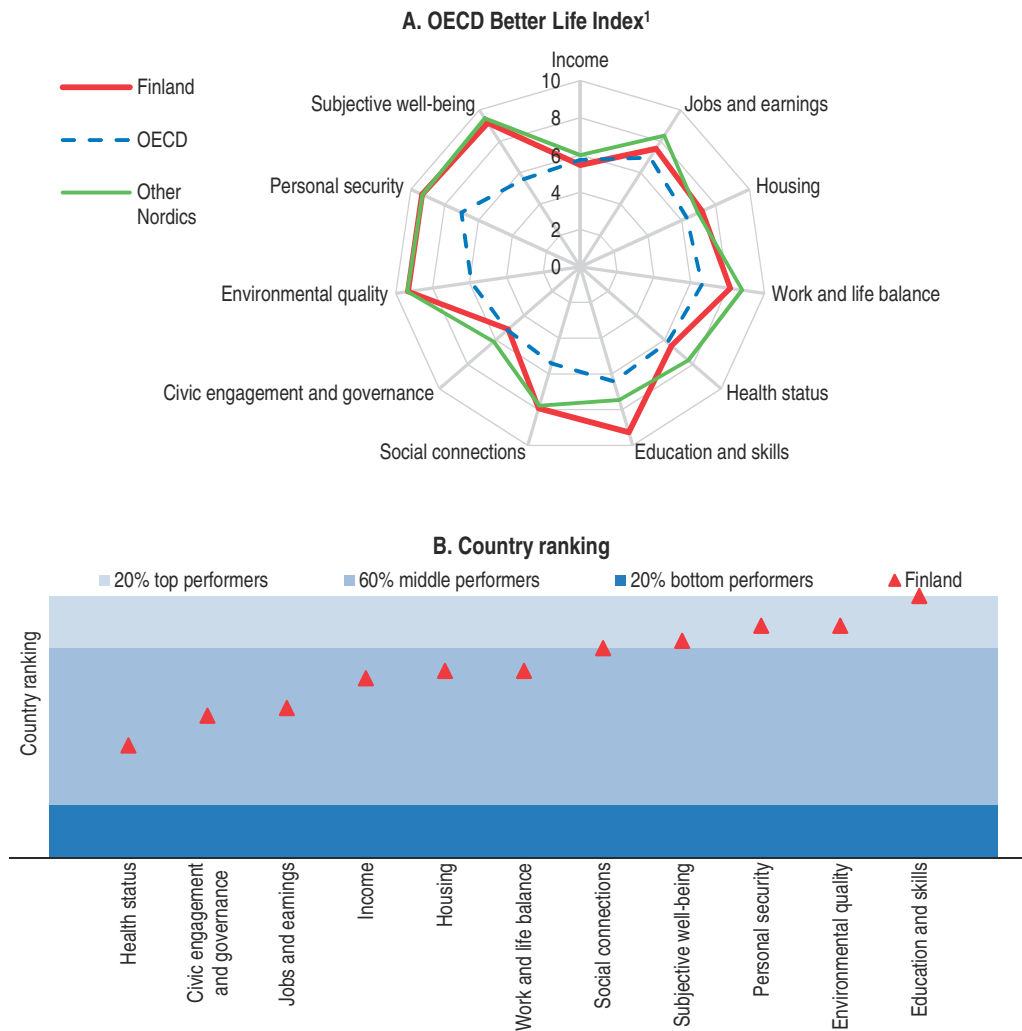 A. OECD Better Life Index¹
Finland
OECD
Other
Nordics
Income
Jobs and earnings
Housing
Work and life balance
Health status
Education and skills
Social connections
Civic engagement and governance
Environmental quality
Personal security
Subjective well-being
10
8
6
4
2
0
B. Country ranking
20% top performers
60% middle performers
20% bottom performers
Finland
Country ranking
Health status
Civic engagement
and governance
Jobs and earnings
Income
Housing
Work and life balance
Social connections
Subjective well-being
Personal security
Environmental quality
Education and skills